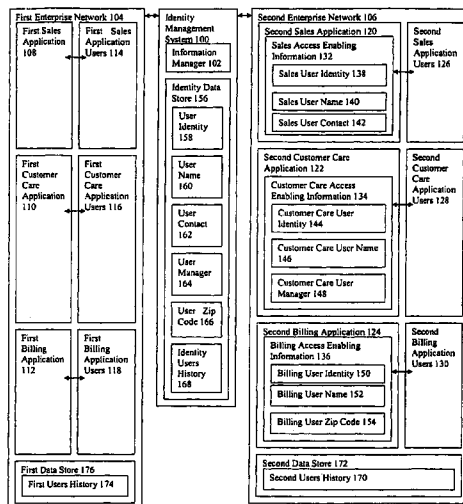 First Enterprise Network 104
First Sales
Application
108
First Sales
Application
Users 114
First
Customer
Care
Application
110
First
Customer
Care
Application
Users 116
First
Billing
Application
112
First
Billing
Application
Users 118
First Data Store 176
First Users History 174
Identity
Management
System 100
Information
Manager 102
Identity Data
Store 156
User
Identity
158
User
Name
160
User
Contact
162
User
Manager
164
User Zip
Code 166
Identity
Users
History
168
Second Enterprise Network 106
Second Sales Application 120
Sales Access Enabling
Information 132
Sales User Identity 138
Sales User Name 140
Sales User Contact 142
Second
Sales
Application
Users 126
Second Customer Care
Application 122
Customer Care Access
Enabling Information 134
Customer Care User
Identity 144
Customer Care User Name
146
Customer Care User
Manager 148
Second
Customer
Care
Application
Users 128
Second Billing Application 124
Billing Access Enabling
Information 136
Billing User Identity 150
Billing User Name 152
Billing User Zip Code 154
Second
Billing
Application
Users 130
Second Data Store 172
Second Users History 170